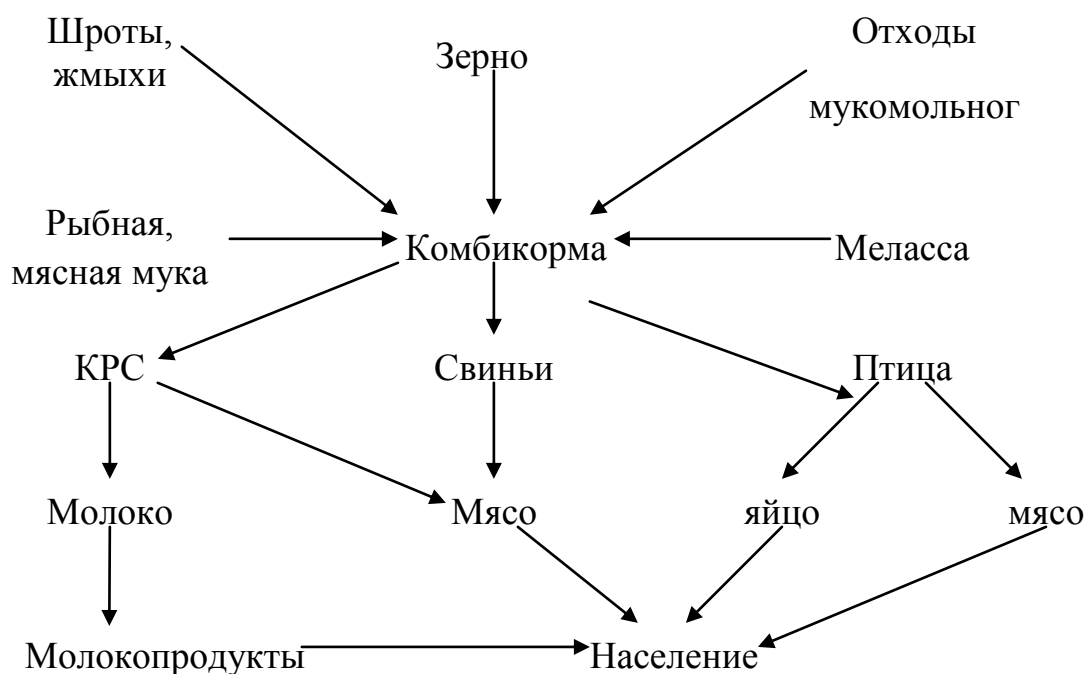 Шроты,
жмыхи
Зерно
Отходы
мукомольног
Рыбная,
мясная мука
Комбикорма
Меласса
КРС
Свиньи
Птица
Молоко
Мясо
яйцо
мясо
Молокопродукты
Население